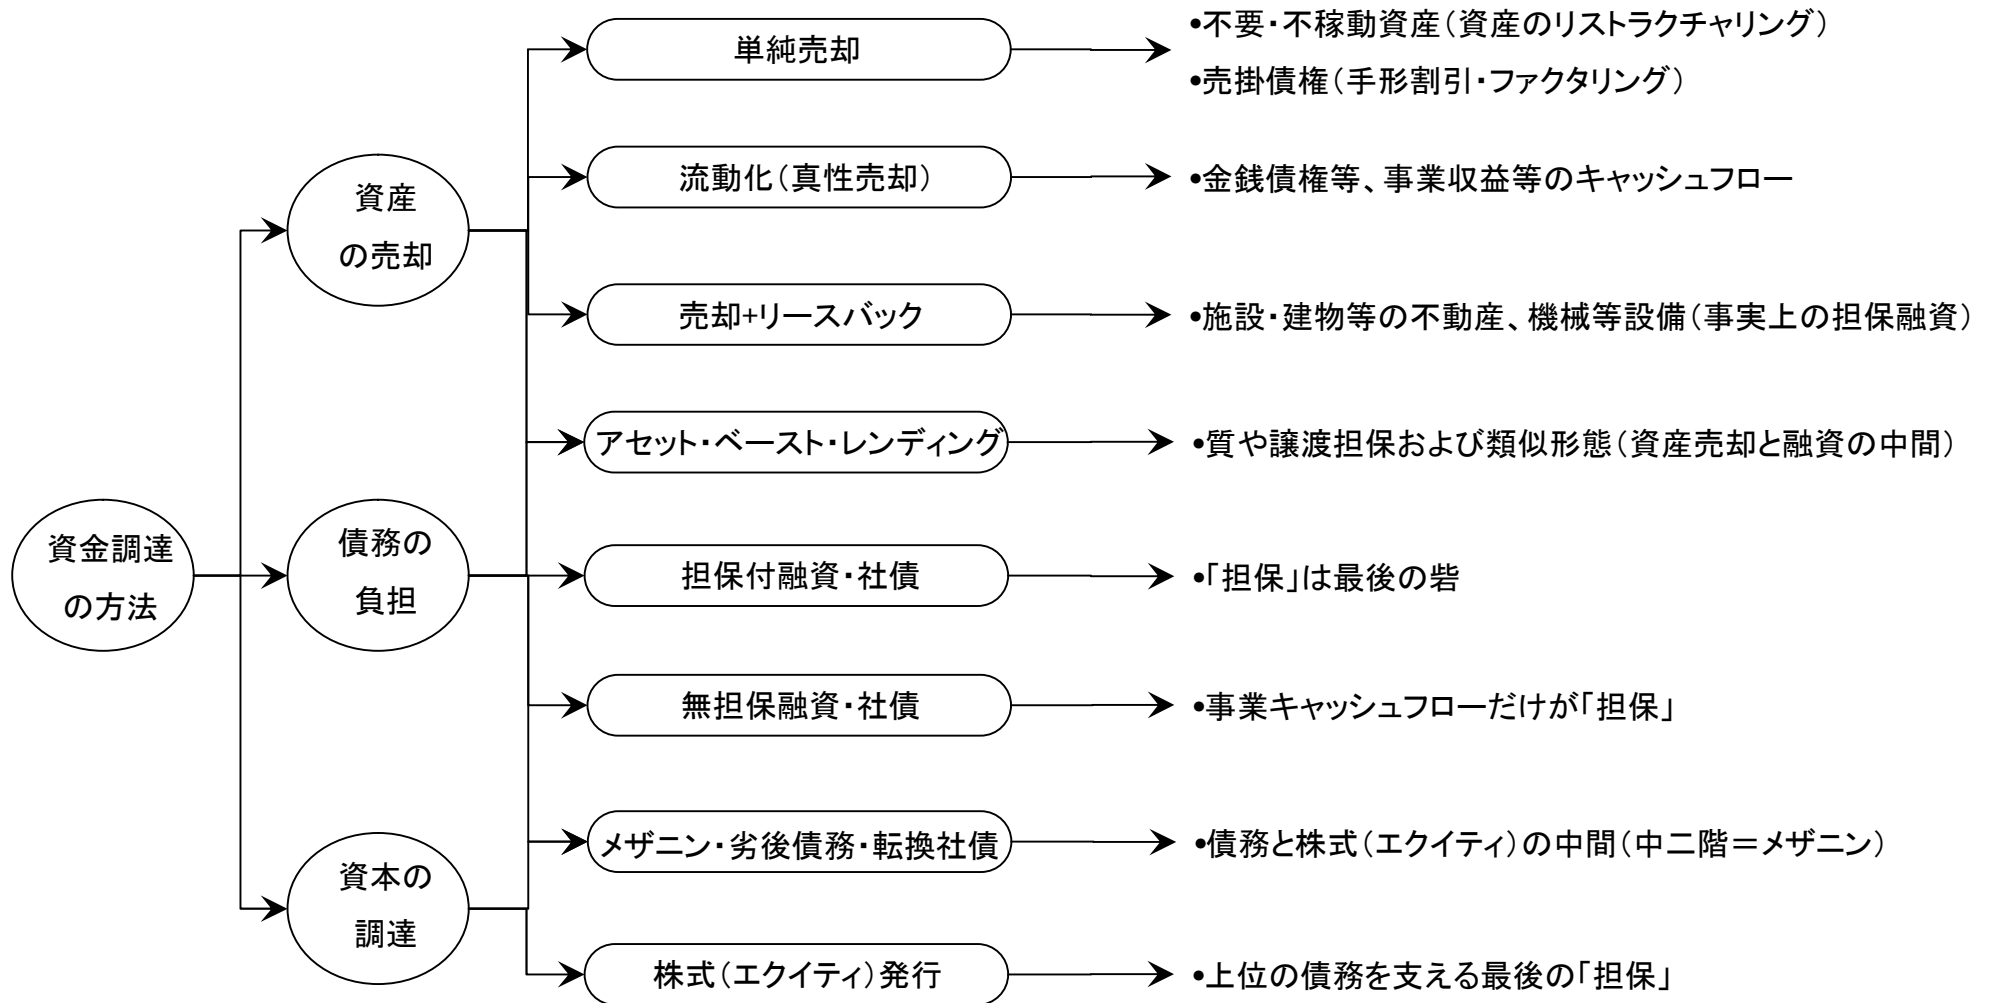 単純売却
•不要・不稼動資産(資産のリストラクチャリング)
•売掛債権(手形割引・ファクタリング)
流動化(真性売却)
•金銭債権等、事業収益等のキャッシュフロー
資産
の売却
売却+リースバック
•施設・建物等の不動産、機械等設備(事実上の担保融資)
アセット・ベースト・レンディング
•質や譲渡担保および類似形態(資産売却と融資の中間)
資金調達
の方法
債務の
負担
担保付融資・社債
•「担保」は最後の砦
無担保融資・社債
•事業キャッシュフローだけが「担保」
メザニン・劣後債務・転換社債
•債務と株式(エクイティ)の中間(中二階=メザニン)
資本の
調達
株式(エクイティ)発行
•上位の債務を支える最後の「担保」